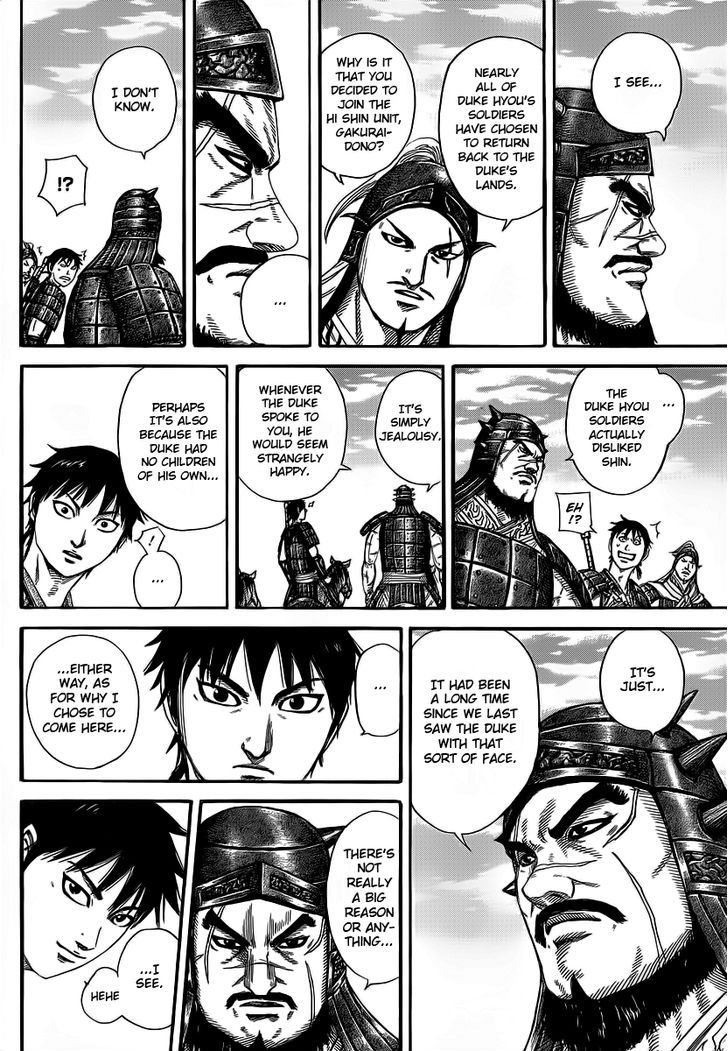 I SEE...
NEARLY
ALL OF
DUKE HYOU'S
SOLDIERS
HAVE CHOSEN
TO RETURN
BACK TO THE
DUKE'S
LANDS.
WHY IS IT
THAT YOU
DECIDED
TO JOIN THE
HI SHIN UNIT,
GAKURAI-
DONO?
...
I DON'T
KNOW.
!?
...
THE
DUKE HYOU
SOLDIERS
ACTUALLY
DISLIKED
SHIN.
EH
!?
IT'S
SIMPLY
JEALOUSY.
WHENEVER
THE DUKE
SPOKE TO
YOU, HE
WOULD SEEM
STRANGELY
HAPPY.
PERHAPS
IT'S ALSO
BECAUSE THE
DUKE HAD
NO CHILDREN
OF HIS OWN...
!
...
IT'S
JUST...
IT HAD BEEN
A LONG TIME
SINCE WE LAST
SAW THE DUKE
WITH THAT
SORT OF FACE.
...
...EITHER
WAY, AS
FOR WHY I
CHOSE TO
COME HERE...
THERE'S
NOT
REALLY
A BIG
REASON
OR ANY-
THING...
...I
SEE.
HEHE